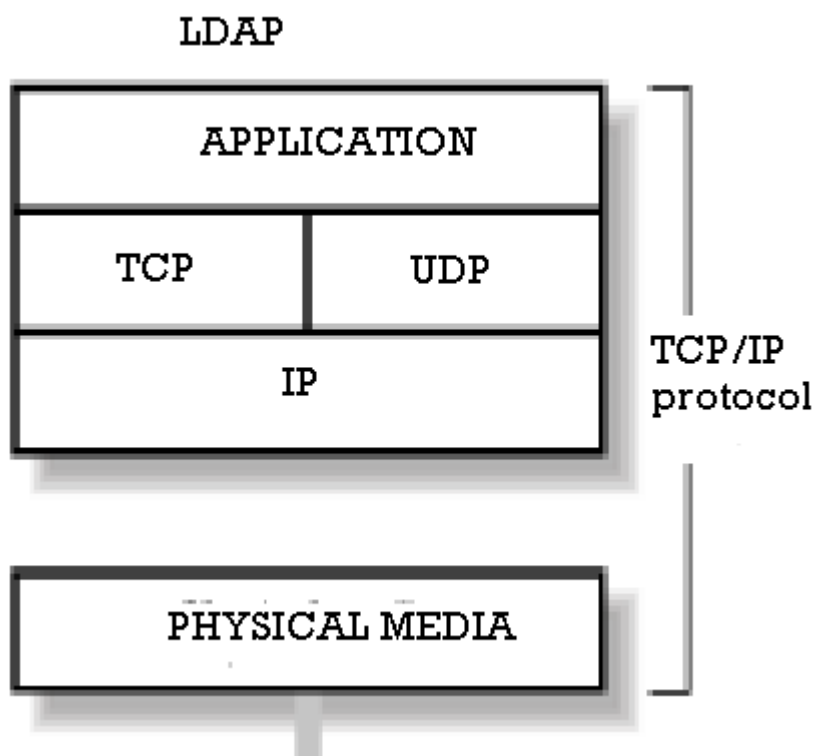 LDAP
APPLICATION
TCP
UDP
IP
TCP/IP
protocol
PHYSICAL MEDIA